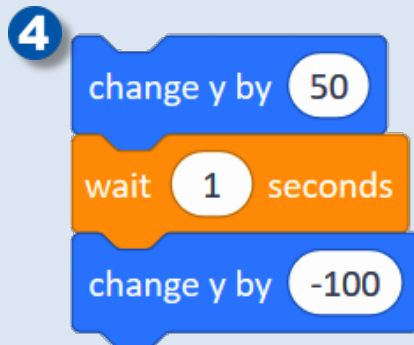 4
change y by 50
wait 1 seconds
change y by -100